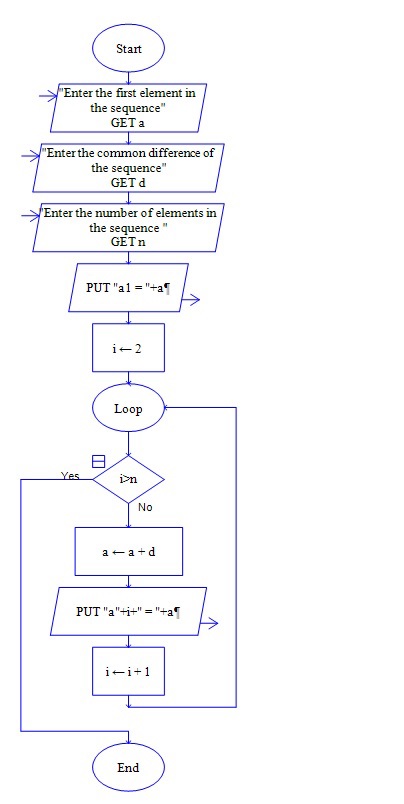 Start
"Enter the first element in
the sequence"
GET a
"Enter the common difference of
the sequence"
GET d
"Enter the number of elements in
the sequence "
GET n
PUT "a1 = "+a¶
i ← 2
Loop
Yes
i>n
No
a ← a + d
PUT "a"+i+" = "+a¶
i ← i + 1
End